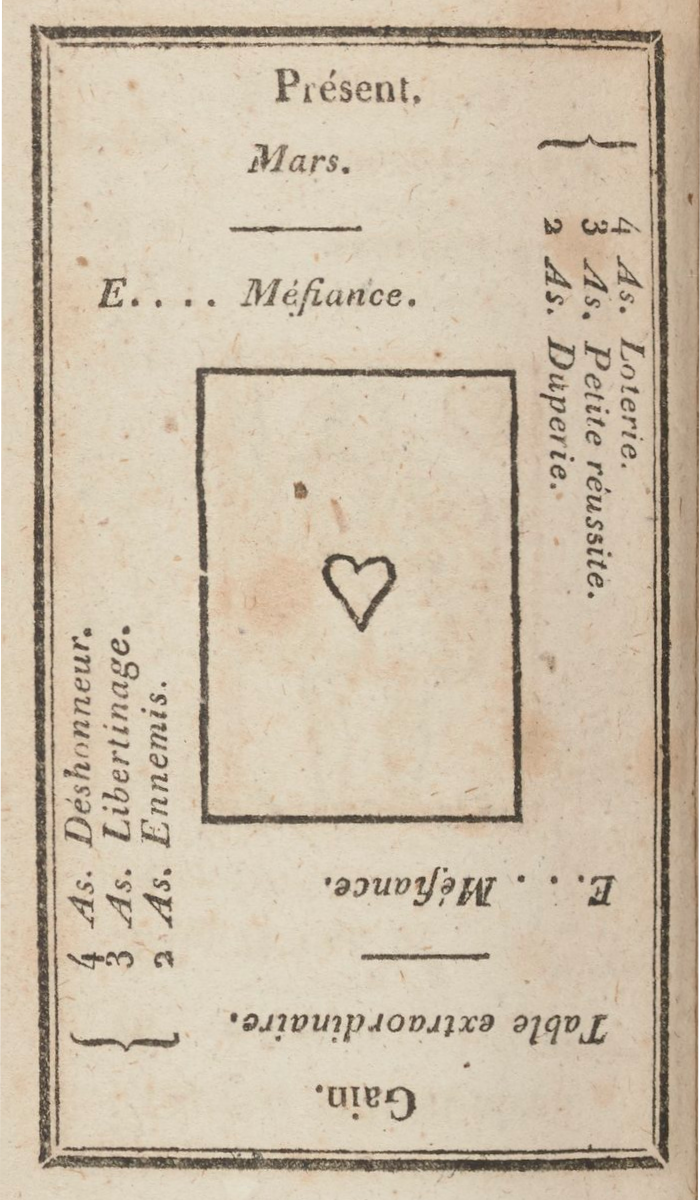 Présent.
Mars.
E.... Méfiance.
4 As. Loterie.
3 As. Petite réussite.
2 As. Duperie.
4 As. Déshonneur.
3 As. Libertinage.
2 As. Ennemis.
E... Méfiance.
Table extraordinaire.
Gain.